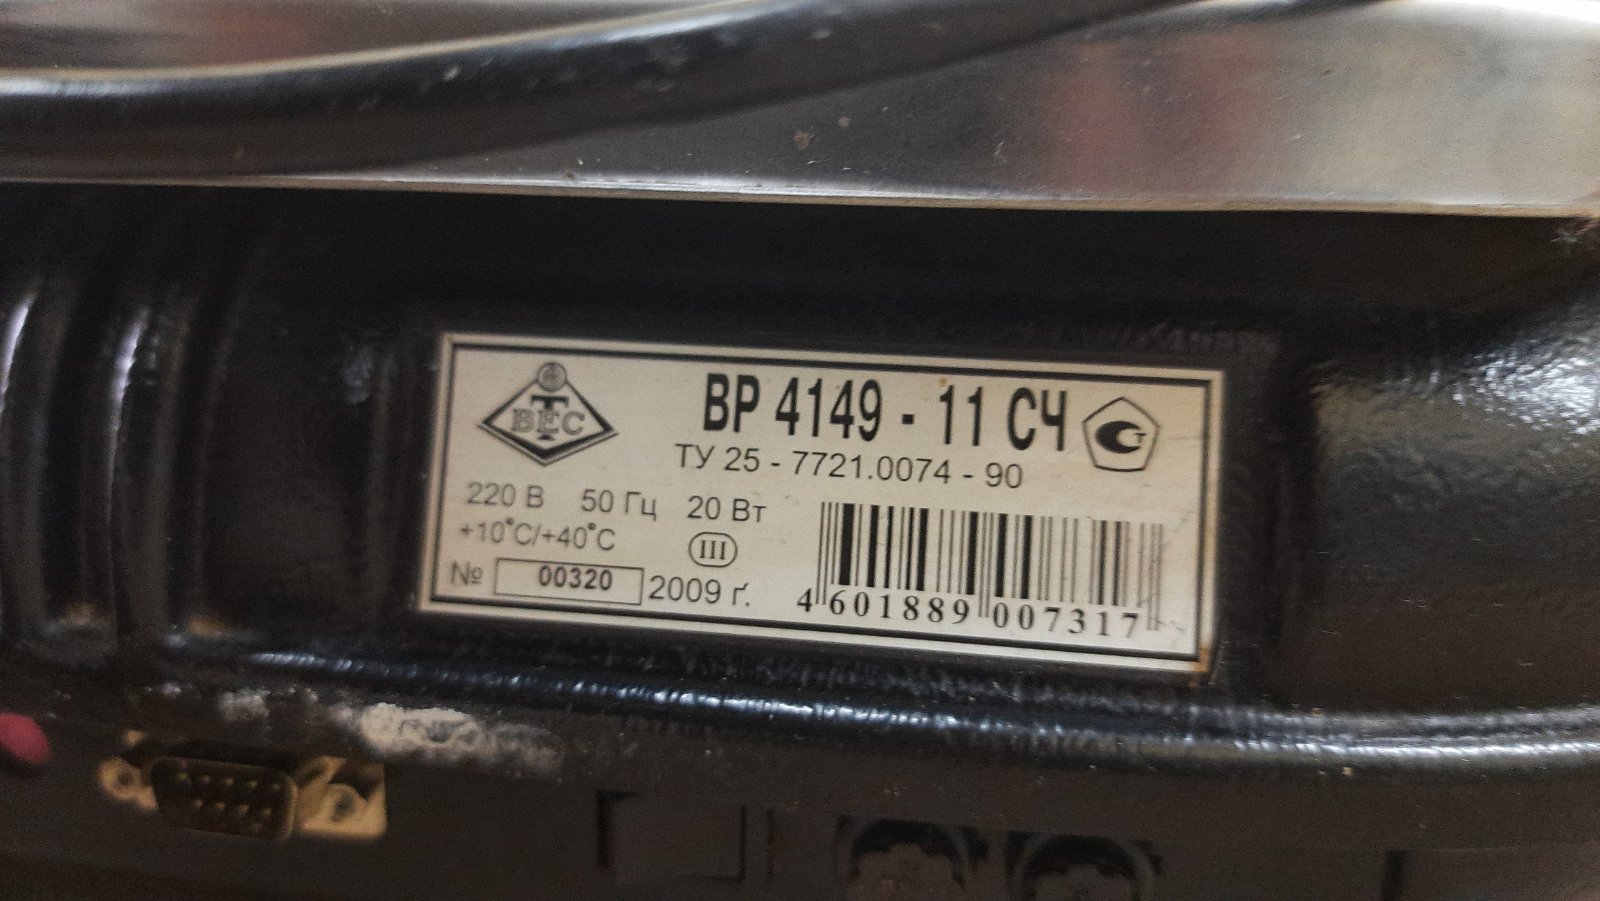 Т
ВЕС
ВР 4149 - 11 СЧ
ТУ 25 - 7721.0074 - 90
220 В 50 Гц 20 Вт
+10°C/+40°C
III
№ 00320 2009 г.
4 601889 007317